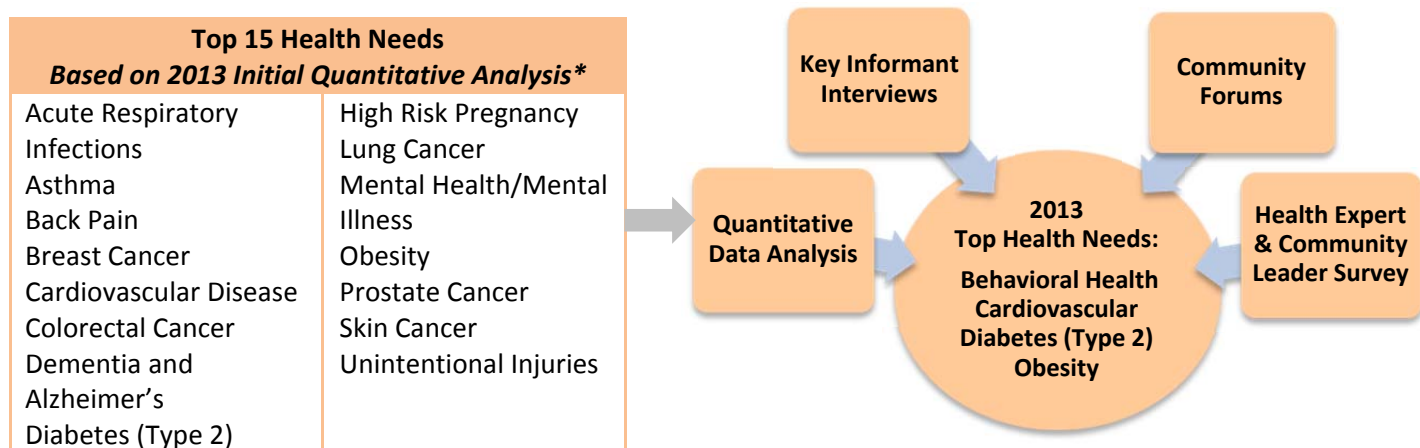 Top 15 Health Needs
Based on 2013 Initial Quantitative Analysis*
Acute Respiratory
Infections
Asthma
Back Pain
Breast Cancer
Cardiovascular Disease
Colorectal Cancer
Dementia and
Alzheimer’s
Diabetes (Type 2)
High Risk Pregnancy
Lung Cancer
Mental Health/Mental
Illness
Obesity
Prostate Cancer
Skin Cancer
Unintentional Injuries
Quantitative
Data Analysis
Key Informant
Interviews
Community
Forums
Health Expert
& Community
Leader Survey
2013
Top Health Needs:
Behavioral Health
Cardiovascular
Diabetes (Type 2)
Obesity